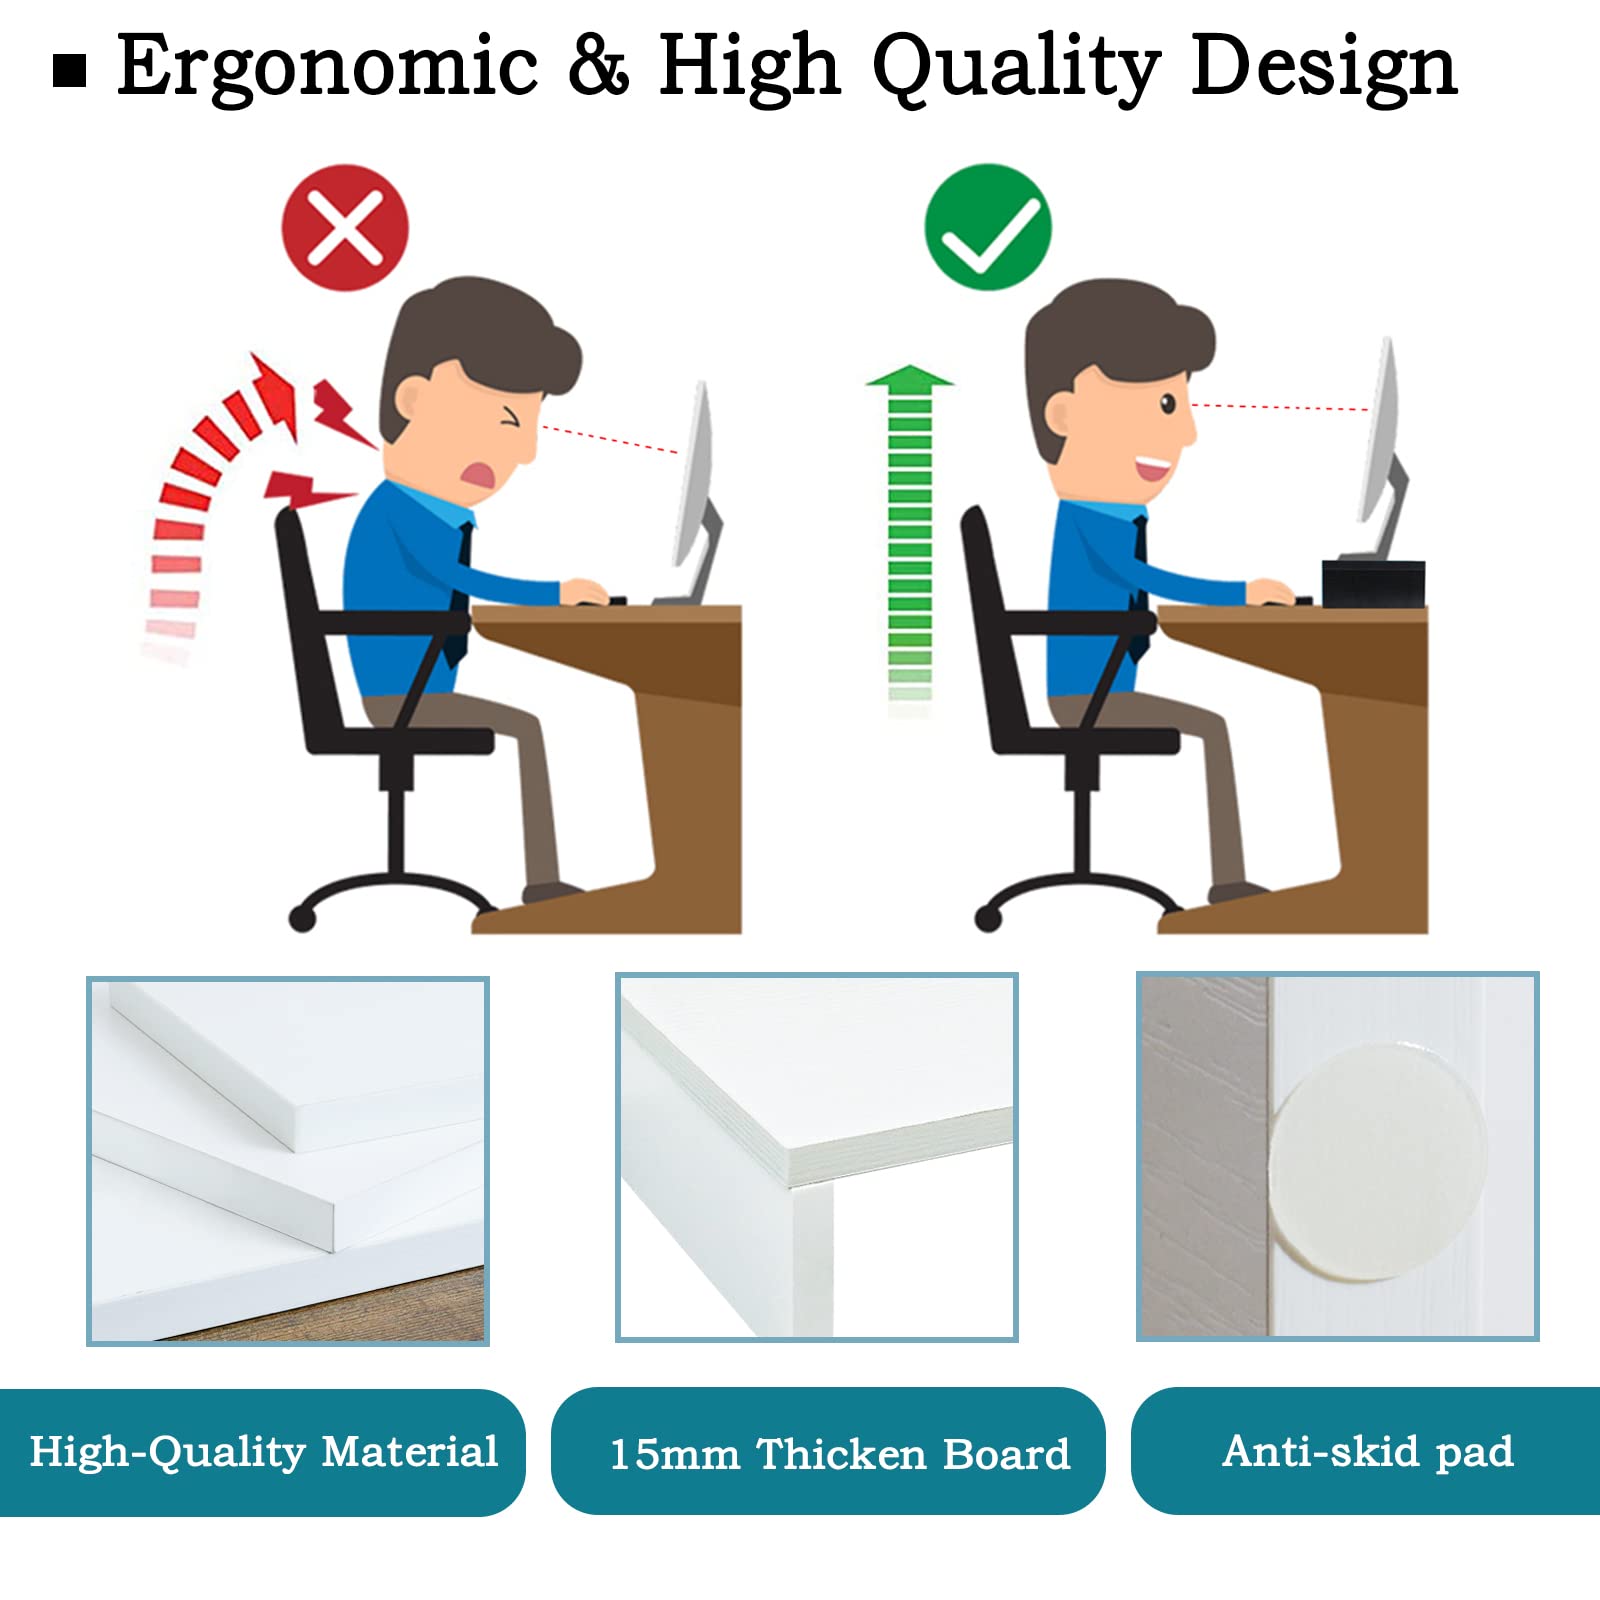 Ergonomic & High Quality Design
High-Quality Material
15mm Thicken Board
Anti-skid pad